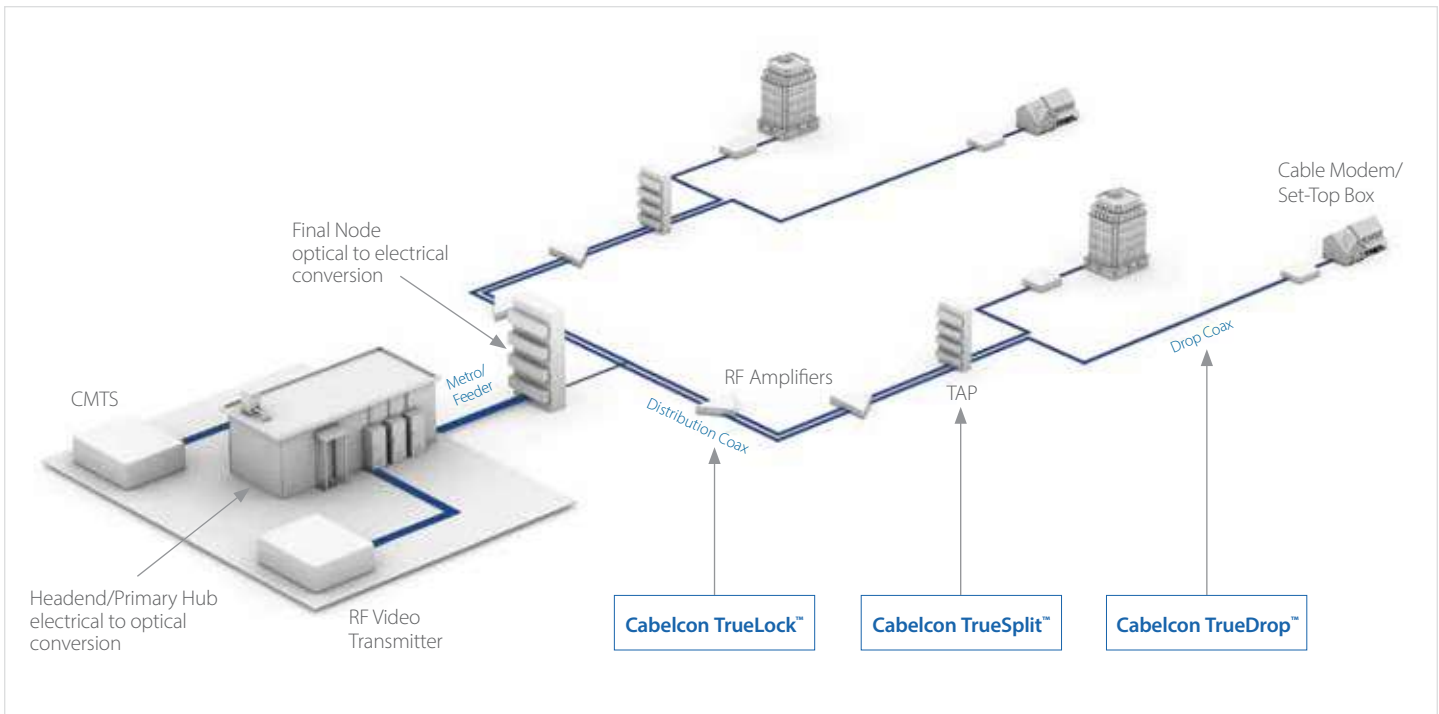 Cable Modem/
Set-Top Box
Final Node
optical to electrical
conversion
Drop Coax
Metro/
Feeder
RF Amplifiers
CMTS
TAP
Distribution Coax
Headend/Primary Hub
electrical to optical
conversion
RF Video
Transmitter
Cabelcon TrueLock™
Cabelcon TrueSplit™
Cabelcon TrueDrop™